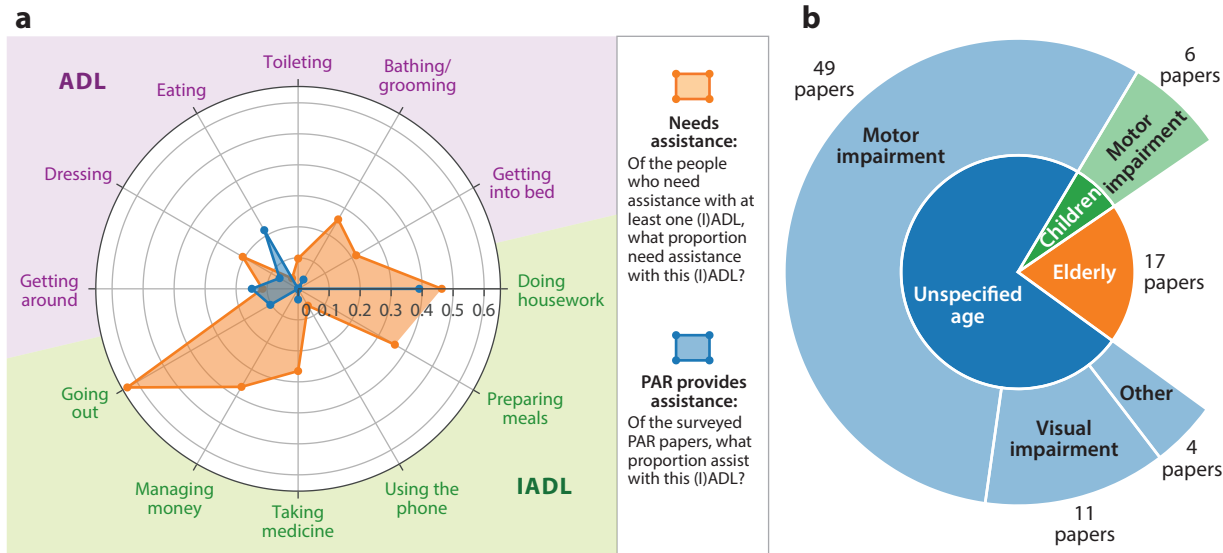 a
ADL
Toileting
Bathing/
grooming
Eating
Getting
into bed
Dressing
Getting
around
Doing
housework
0 0.1 0.2 0.3 0.4 0.5 0.6
Going
out
Preparing
meals
Managing
money
Taking
medicine
Using the
phone
IADL
Needs
assistance:
Of the people
who need
assistance with at
least one (I)ADL,
what proportion
need assistance
with this (I)ADL?
PAR provides
assistance:
Of the surveyed
PAR papers, what
proportion assist
with this (I)ADL?
b
49
papers
6
papers
Motor
impairment
Motor
impairment
Children
Elderly
17
papers
Unspecified
age
Other
4
papers
Visual
impairment
11
papers